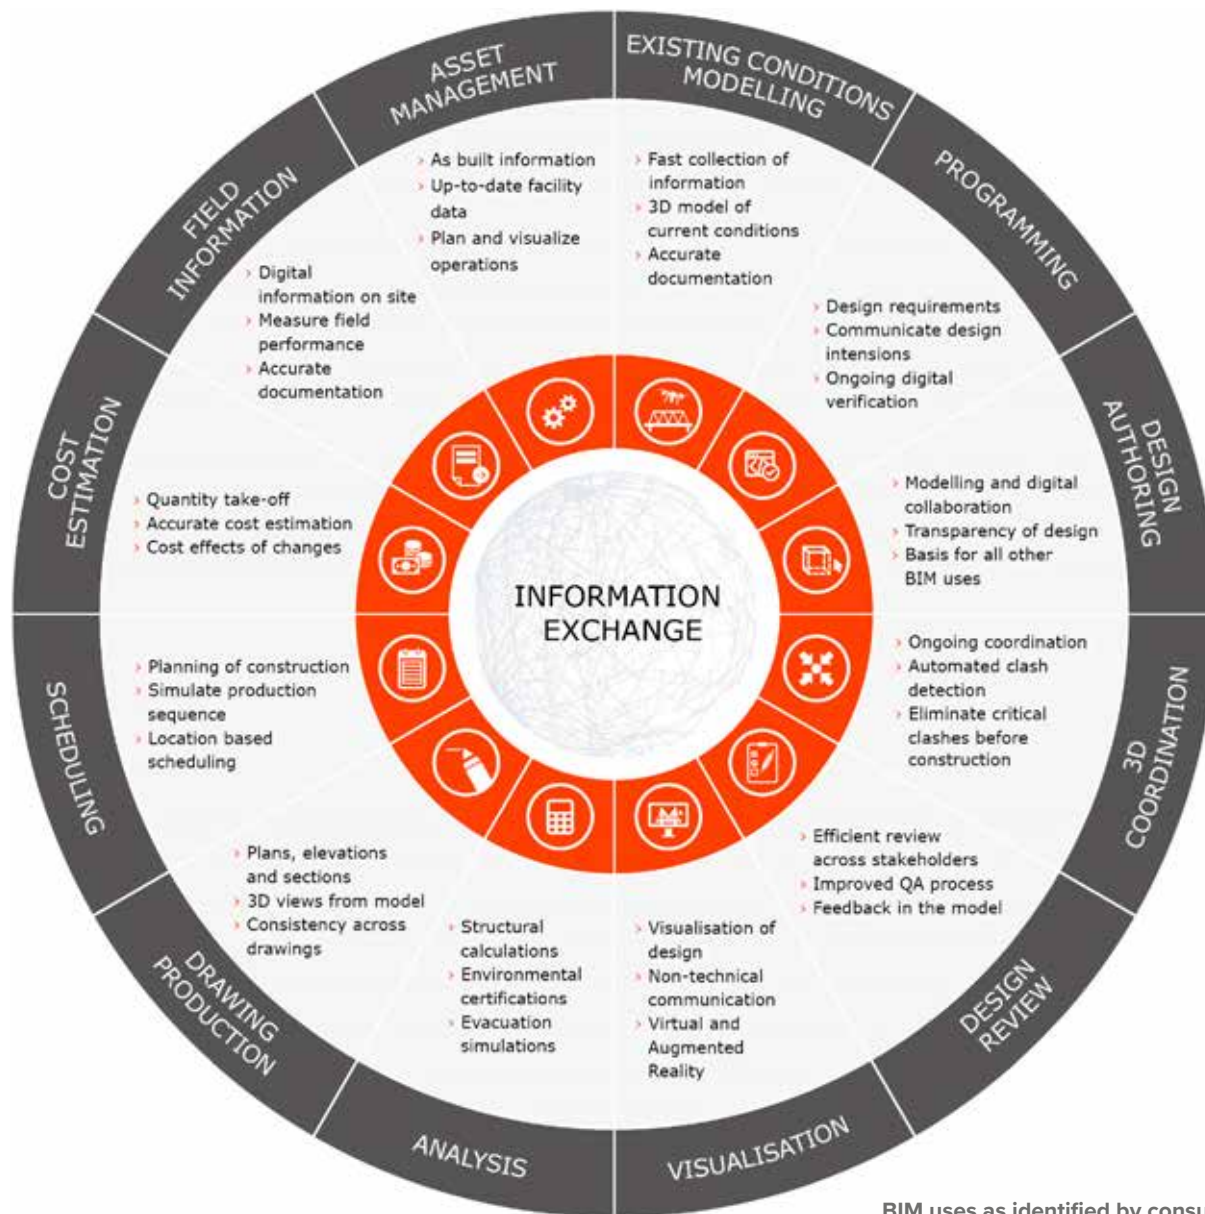 ASSET
MANAGEMENT
› As built information
› Up-to-date facility
data
› Plan and visualize
operations
EXISTING CONDITIONS
MODELLING
› Fast collection of
information
› 3D model of
current conditions
› Accurate
documentation
PROGRAMMING
› Design requirements
› Communicate design
intensions
› Ongoing digital
verification
DESIGN
AUTHORING
› Modelling and digital
collaboration
› Transparency of design
› Basis for all other
BIM uses
3D
COORDINATION
› Ongoing coordination
› Automated clash
detection
› Eliminate critical
clashes before
construction
DESIGN
REVIEW
› Efficient review
across stakeholders
› Improved QA process
› Feedback in the model
VISUALISATION
› Visualisation of
design
› Non-technical
communication
› Virtual and
Augmented
Reality
ANALYSIS
› Structural
calculations
› Environmental
certifications
› Evacuation
simulations
DRAWING
PRODUCTION
› Plans, elevations
and sections
› 3D views from model
› Consistency across
drawings
SCHEDULING
› Planning of construction
› Simulate production
sequence
› Location based
scheduling
COST
ESTIMATION
› Quantity take-off
› Accurate cost estimation
› Cost effects of changes
FIELD
INFORMATION
› Digital
information on site
› Measure field
performance
› Accurate
documentation
INFORMATION
EXCHANGE
BIM uses as identified by